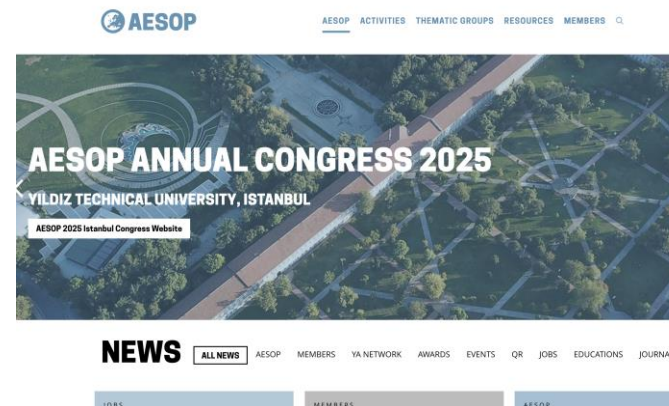 AESOP
AESOP ACTIVITIES THEMATIC GROUPS RESOURCES MEMBERS
AESOP ANNUAL CONGRESS 2025
YILDIZ TECHNICAL UNIVERSITY, ISTANBUL
AESOP 2025 Istanbul Congress Website
NEWS ALL NEWS AESOP MEMBERS YA NETWORK AWARDS EVENTS QR JOBS EDUCATIONS JOURNA
JOBS MEMBERS AESOP